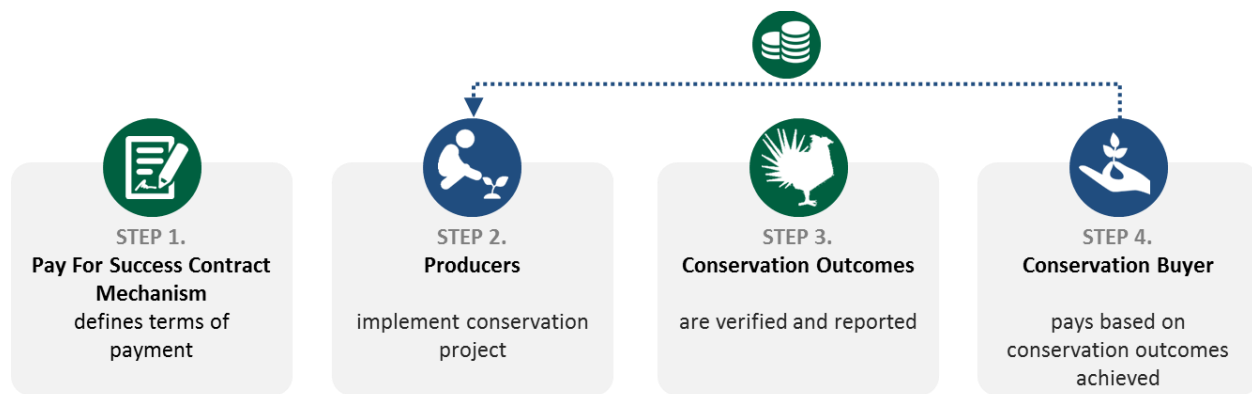 STEP 1.
Pay For Success Contract
Mechanism
defines terms of
payment
STEP 2.
Producers
implement conservation
project
STEP 3.
Conservation Outcomes
are verified and reported
STEP 4.
Conservation Buyer
pays based on
conservation outcomes
achieved